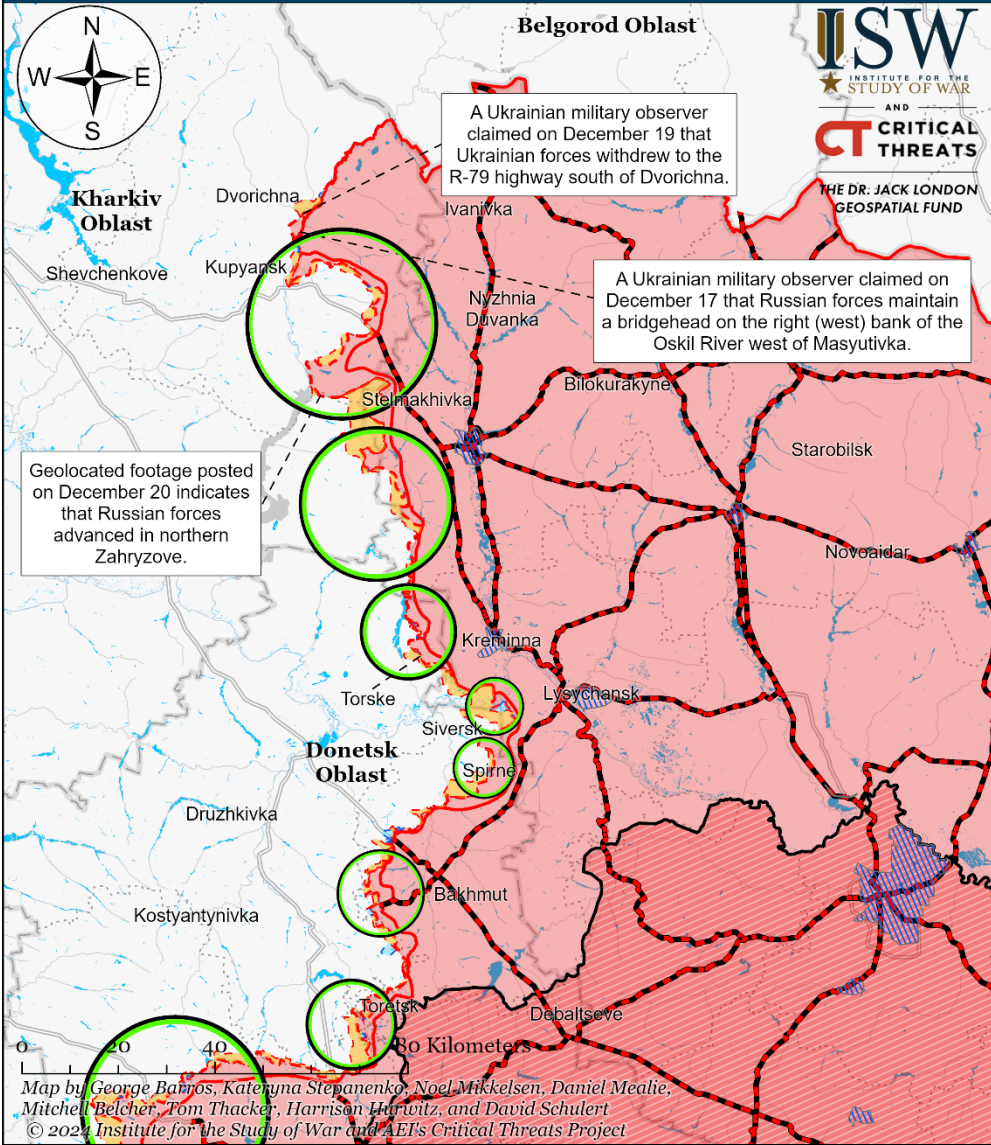 N
W E
S
Belgorod Oblast
ISW
INSTITUTE FOR THE
STUDY OF WAR
AND
CT CRITICAL
THREATS
THE DR. JACK LONDON
GEOSPATIAL FUND
A Ukrainian military observer
claimed on December 19 that
Ukrainian forces withdrew to the
R-79 highway south of Dvorichna.
Kharkiv
Oblast
Dvorichna
Ivanivka
Shevchenkove
Kupyansk
A Ukrainian military observer claimed on
December 17 that Russian forces maintain
a bridgehead on the right (west) bank of the
Oskil River west of Masyutivka.
Nyzhnia
Duvanka
Bilokurakyne
Stelmakhivka
Starobilsk
Geolocated footage posted
on December 20 indicates
that Russian forces
advanced in northern
Zahryzove.
Novoaidar
Kreminna
Torske
Lysychansk
Siversk
Donetsk
Oblast
Spirne
Druzhkivka
Bakhmut
Kostyantynivka
Toretsk
Debaltseve
0 20 40 80 Kilometers
Map by George Barros, Kateryna Stepanenko, Noel Mikkelsen, Daniel Mealie,
Mitchell Belcher, Tom Thacker, Harrison Hurwitz, and David Schulert
© 2024 Institute for the Study of War and AEI's Critical Threats Project